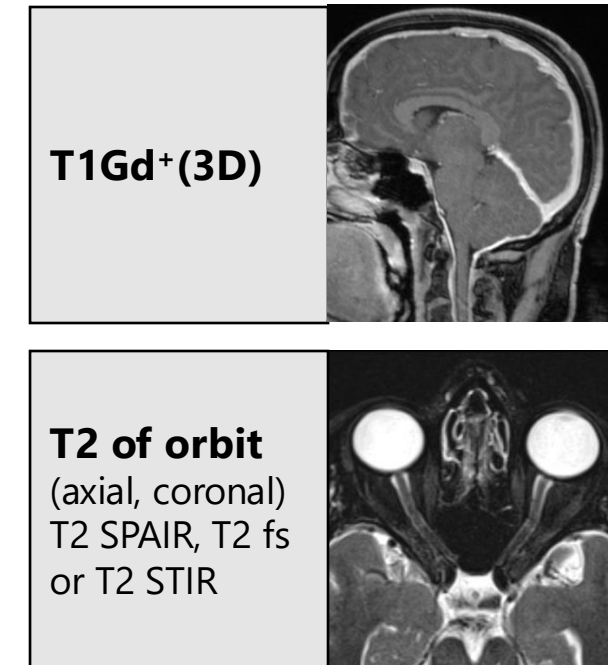 T1Gd⁺(3D)
T2 of orbit
(axial, coronal)
T2 SPAIR, T2 fs
or T2 STIR